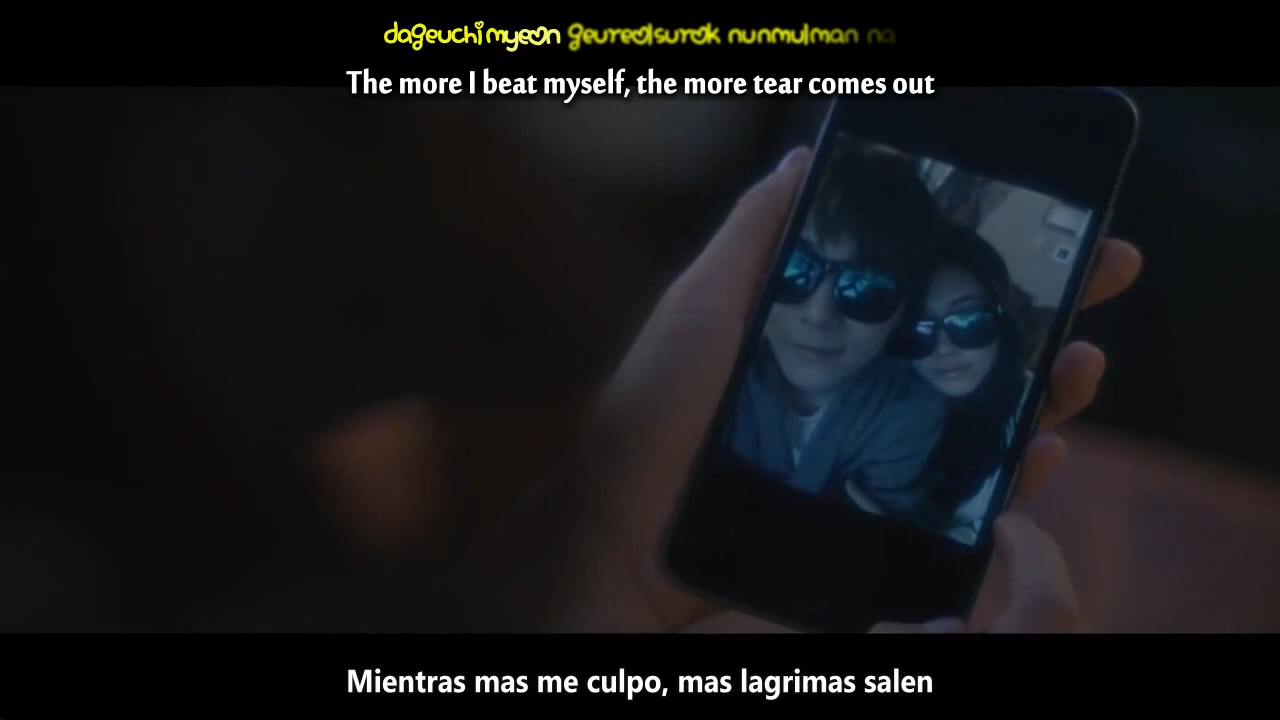 dageuchimyeon geureolsurok nunmulman na
The more I beat myself, the more tear comes out
Mientras mas me culpo, mas lagrimas salen